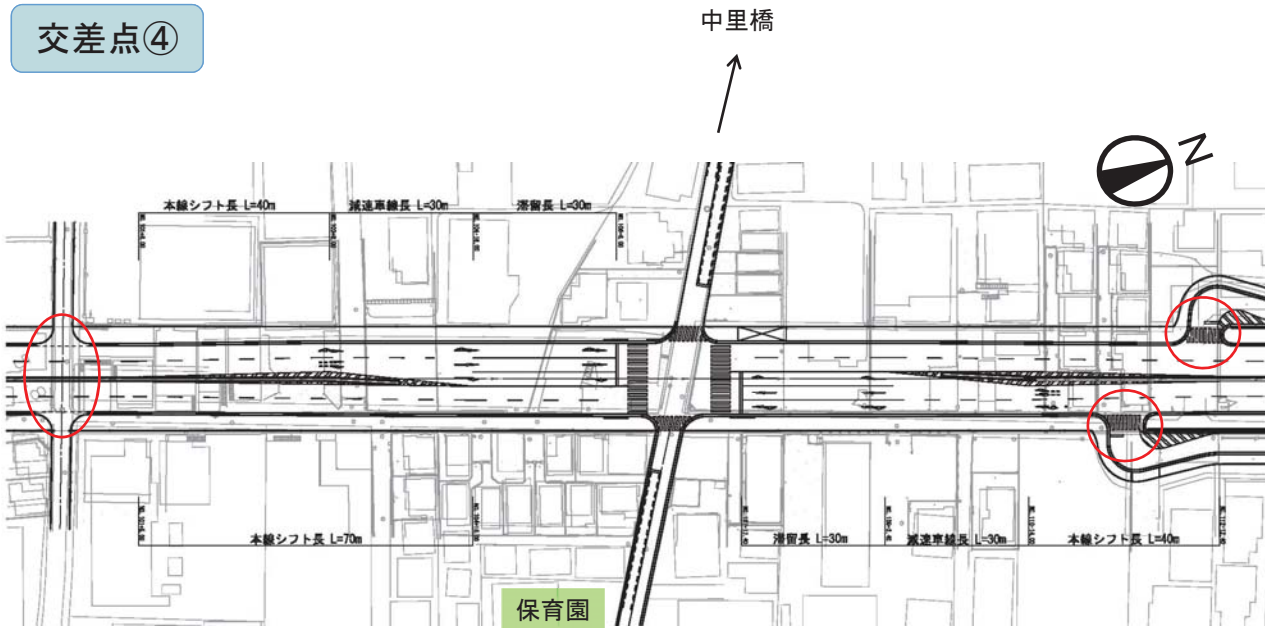 交差点④
中里橋
N
本線シフト長 L=40m
減速車線長 L=30m
滞留長 L=30m
本線シフト長 L=70m
滞留長 L=30m
減速車線長 L=30m
本線シフト長 L=40m
保育園